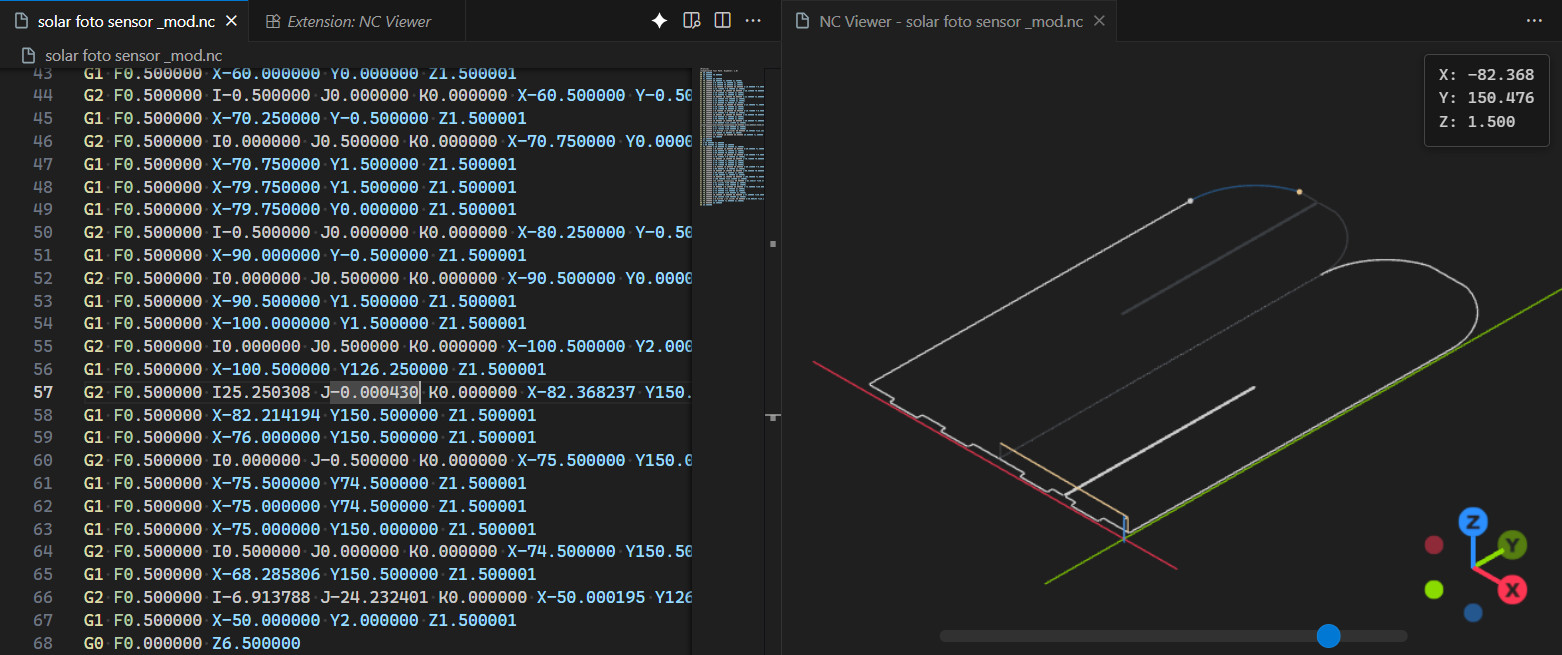 solar foto sensor _mod.nc
Extension: NC Viewer
NC Viewer - solar foto sensor _mod.nc
solar foto sensor _mod.nc
43 G1 F0.500000 X-60.000000 Y0.000000 Z1.500001
44 G2 F0.500000 I-0.500000 J0.000000 K0.000000 X-60.500000 Y-0.50
45 G1 F0.500000 X-70.250000 Y-0.500000 Z1.500001
46 G2 F0.500000 I0.000000 J0.500000 K0.000000 X-70.750000 Y0.0000
47 G1 F0.500000 X-70.750000 Y1.500000 Z1.500001
48 G1 F0.500000 X-79.750000 Y1.500000 Z1.500001
49 G1 F0.500000 X-79.750000 Y0.000000 Z1.500001
50 G2 F0.500000 I-0.500000 J0.000000 K0.000000 X-80.250000 Y-0.50
51 G1 F0.500000 X-90.000000 Y-0.500000 Z1.500001
52 G2 F0.500000 I0.000000 J0.500000 K0.000000 X-90.500000 Y0.0000
53 G1 F0.500000 X-90.500000 Y1.500000 Z1.500001
54 G1 F0.500000 X-100.000000 Y1.500000 Z1.500001
55 G2 F0.500000 I0.000000 J0.500000 K0.000000 X-100.500000 Y2.000
56 G1 F0.500000 X-100.500000 Y126.250000 Z1.500001
57 G2 F0.500000 I25.250308 J-0.000430 K0.000000 X-82.368237 Y150.
58 G1 F0.500000 X-82.214194 Y150.500000 Z1.500001
59 G1 F0.500000 X-76.000000 Y150.500000 Z1.500001
60 G2 F0.500000 I0.000000 J-0.500000 K0.000000 X-75.500000 Y150.0
61 G1 F0.500000 X-75.500000 Y74.500000 Z1.500001
62 G1 F0.500000 X-75.000000 Y74.500000 Z1.500001
63 G1 F0.500000 X-75.000000 Y150.000000 Z1.500001
64 G2 F0.500000 I0.500000 J0.000000 K0.000000 X-74.500000 Y150.50
65 G1 F0.500000 X-68.285806 Y150.500000 Z1.500001
66 G2 F0.500000 I-6.913788 J-24.232401 K0.000000 X-50.000195 Y126
67 G1 F0.500000 X-50.000000 Y2.000000 Z1.500001
68 G0 F0.000000 Z6.500000
X: -82.368
Y: 150.476
Z: 1.500
Z
Y
X